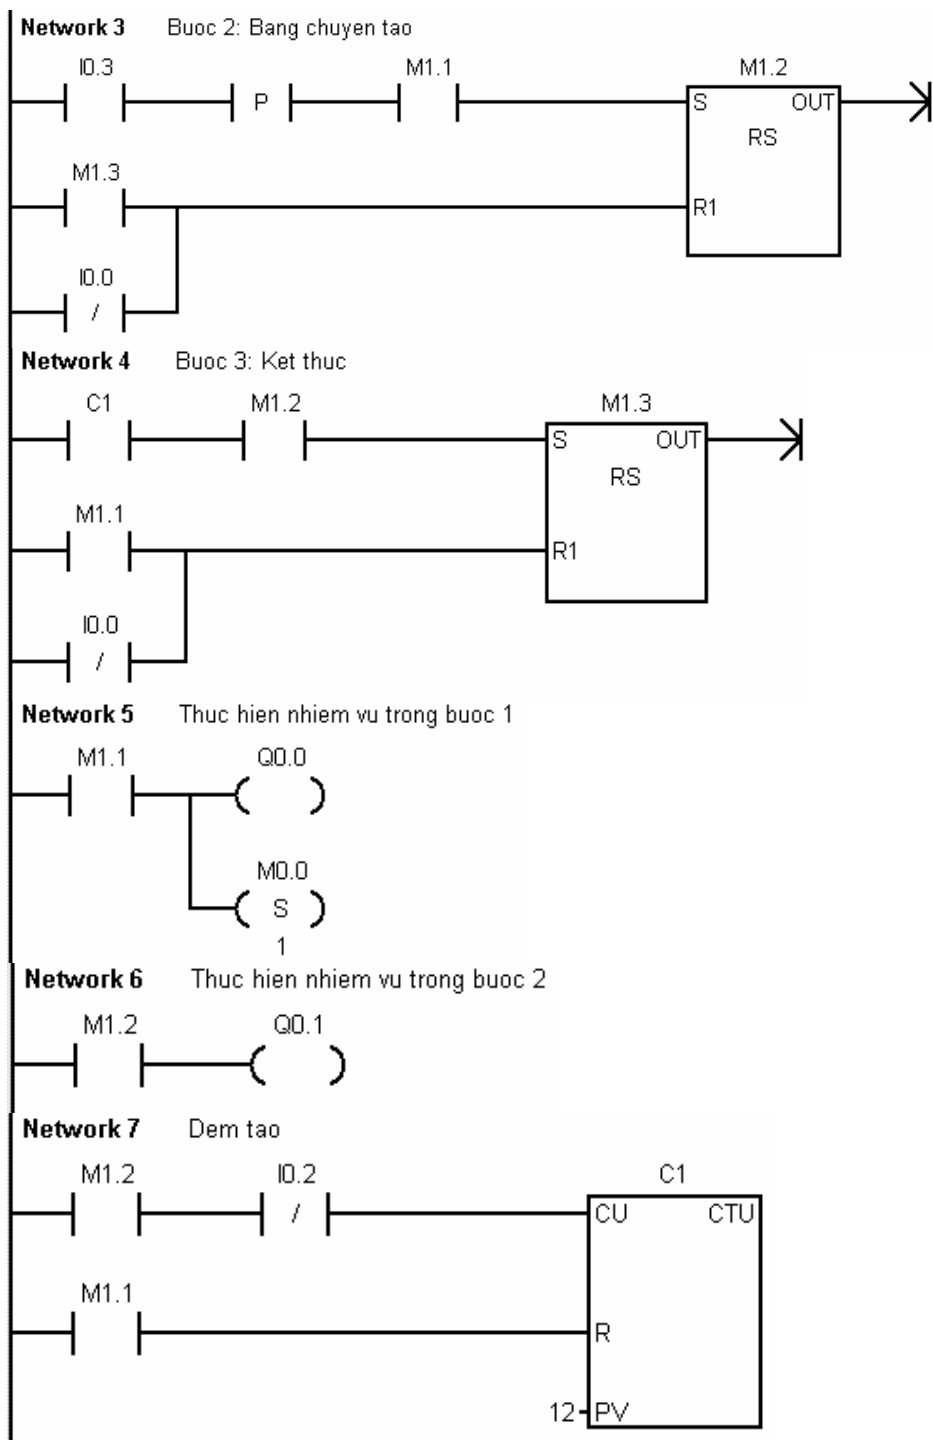 Network 3 Buoc 2: Bang chuyen tao
I0.3 M1.1 M1.2
P S OUT
RS
M1.3
R1
I0.0
/
Network 4 Buoc 3: Ket thuc
C1 M1.2 M1.3
S OUT
RS
M1.1
R1
I0.0
/
Network 5 Thuc hien nhiem vu trong buoc 1
M1.1 Q0.0
M0.0
S
1
Network 6 Thuc hien nhiem vu trong buoc 2
M1.2 Q0.1
Network 7 Dem tao
M1.2 I0.2 C1
/ CU CTU
M1.1
R
12 PV